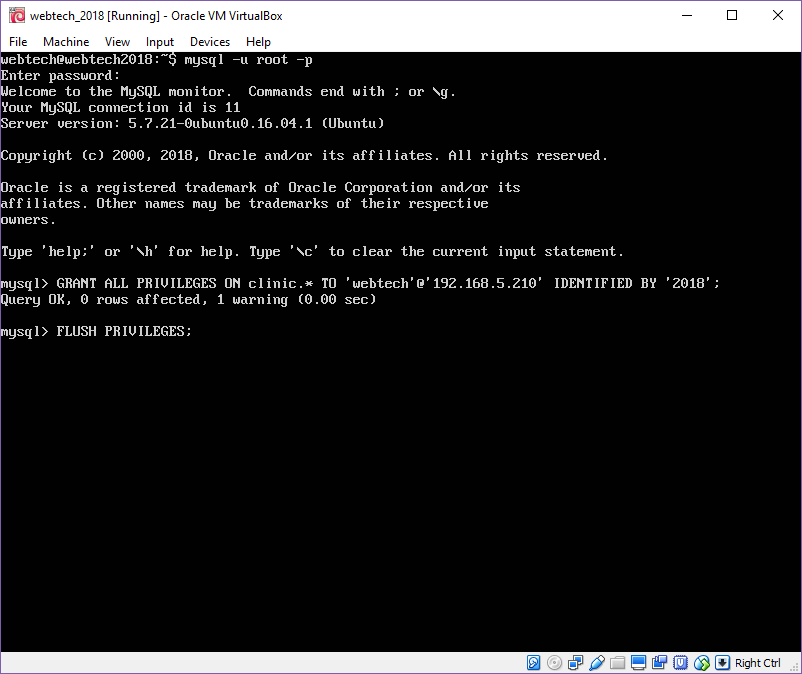 webtech_2018 [Running] - Oracle VM VirtualBox
File Machine View Input Devices Help
webtech@webtech2018:~$ mysql -u root -p
Enter password:
Welcome to the MySQL monitor.  Commands end with ; or \g.
Your MySQL connection id is 11
Server version: 5.7.21-0ubuntu0.16.04.1 (Ubuntu)
Copyright (c) 2000, 2018, Oracle and/or its affiliates. All rights reserved.
Oracle is a registered trademark of Oracle Corporation and/or its
affiliates. Other names may be trademarks of their respective
owners.
Type 'help;' or '\h' for help. Type '\c' to clear the current input statement.
mysql> GRANT ALL PRIVILEGES ON clinic.* TO 'webtech'@'192.168.5.210' IDENTIFIED BY '2018';
Query OK, 0 rows affected, 1 warning (0.00 sec)
mysql> FLUSH PRIVILEGES;
Right Ctrl